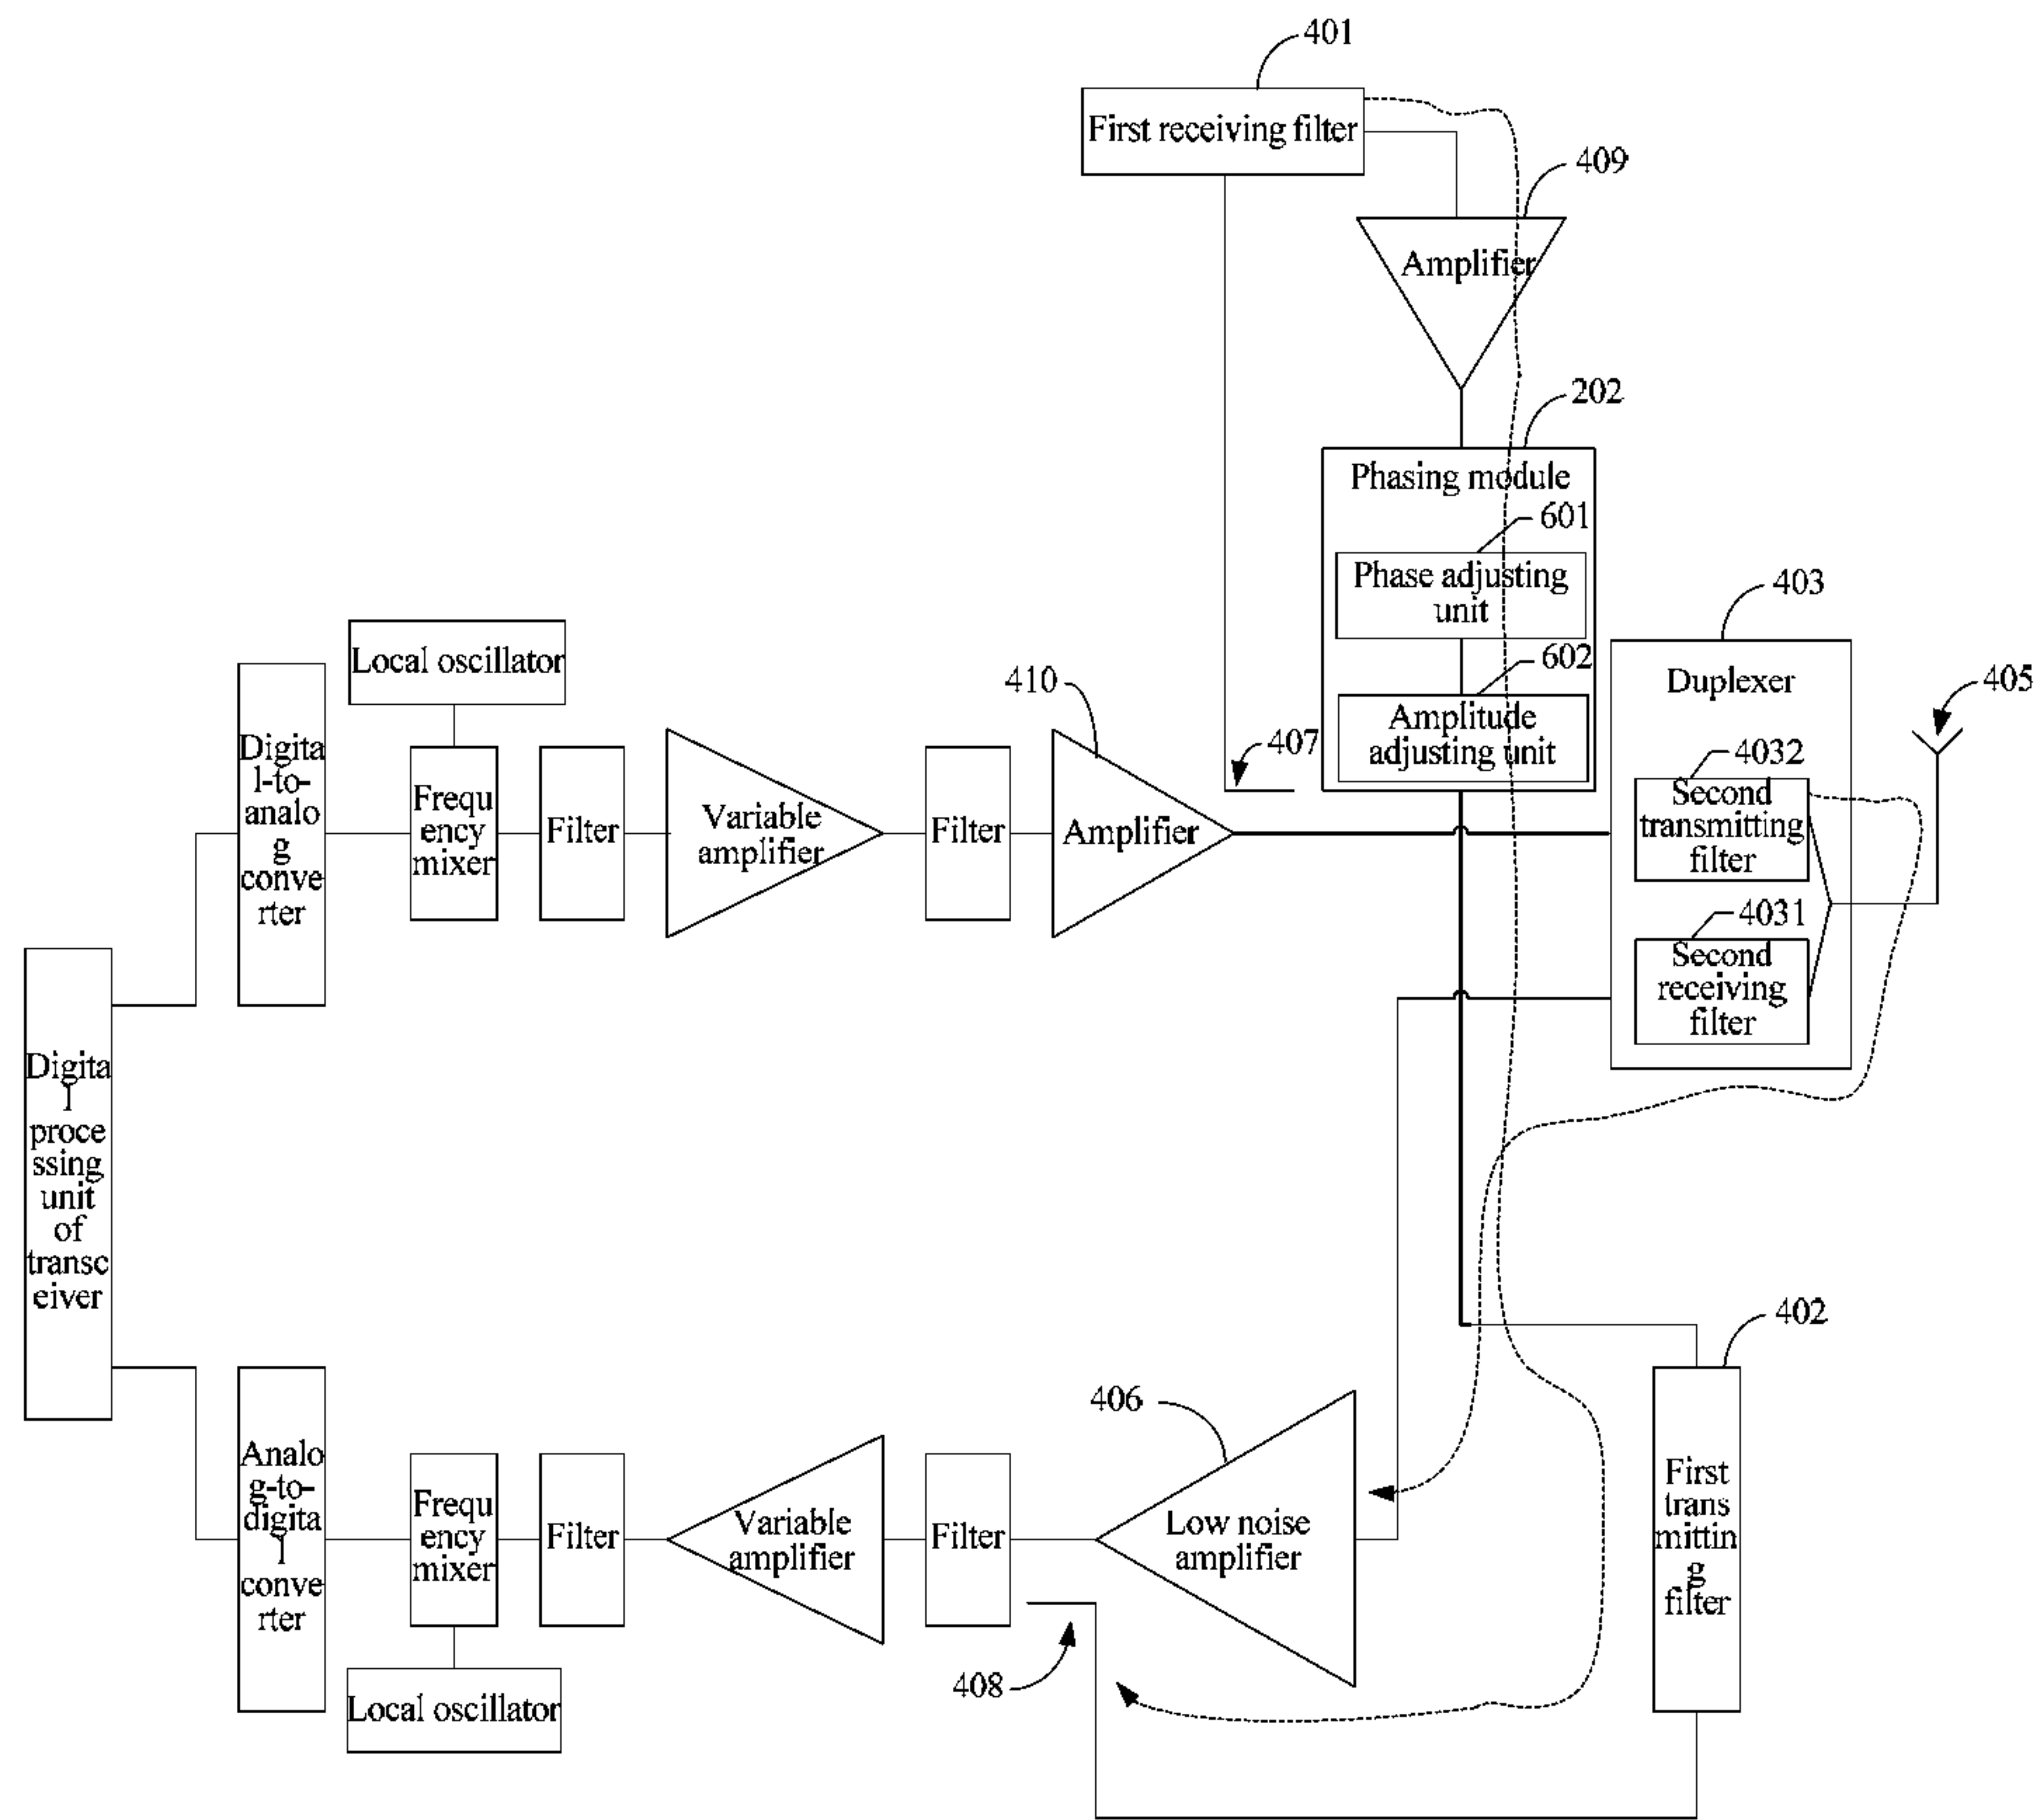 401
First receiving filter
409
Amplifier
202
Phasing module
601
Phase adjusting
unit
602
Amplitude
adjusting unit
403
Duplexer
405
4032
Second
transmitting
filter
4031
Second
receiving
filter
Local oscillator
410
407
Digita
l-to-
analo
g
conve
rter
Frequ
ency
mixer
Filter
Variable
amplifier
Filter
Amplifier
Digita
l
proce
ssing
unit
of
transc
eiver
402
406
Analo
g-to-
digita
l
conve
rter
Frequ
ency
mixer
Filter
Variable
amplifier
Filter
Low noise
amplifier
First
trans
mittin
g
filter
408
Local oscillator